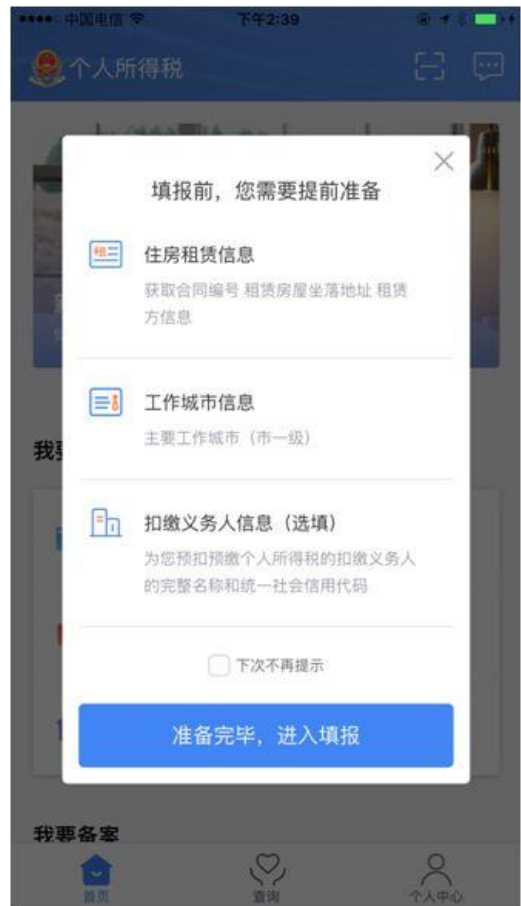 中国电信 下午2:39
个人所得税
填报前，您需要提前准备
租
住房租赁信息
获取合同编号 租赁房屋坐落地址 租赁
方信息
工作城市信息
主要工作城市（市一级）
我要
扣缴义务人信息（选填）
为您预扣预缴个人所得税的扣缴义务人
的完整名称和统一社会信用代码
下次不再提示
准备完毕，进入填报
我要备案
首页 查询 个人中心